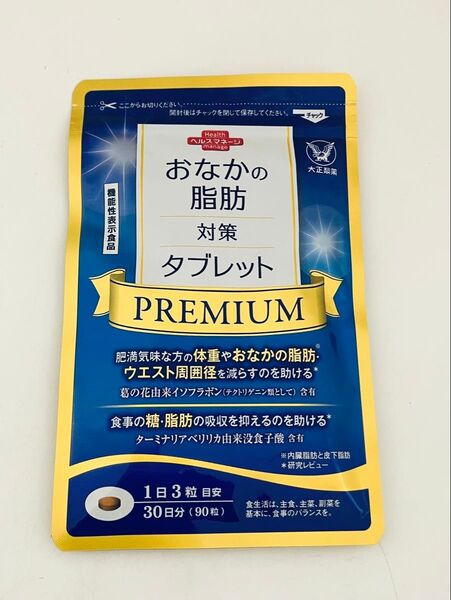 ここからお切りください。
開封後はチャックを閉じて保存してください。
チャック
Health
ヘルスマネージ
manage
大正製薬
機能性表示食品
おなかの
脂肪
対策
タブレット
PREMIUM
肥満気味な方の体重やおなかの脂肪※・
ウエスト周囲径を減らすのを助ける*
葛の花由来イソフラボン(テクトリゲニン類として)含有
食事の糖・脂肪の吸収を抑えるのを助ける*
ターミナリアベリリカ由来没食子酸 含有
※内臓脂肪と皮下脂肪
*研究レビュー
1日3粒 目安
30日分(90粒)
食生活は、主食、主菜、副菜を
基本に、食事のバランスを。